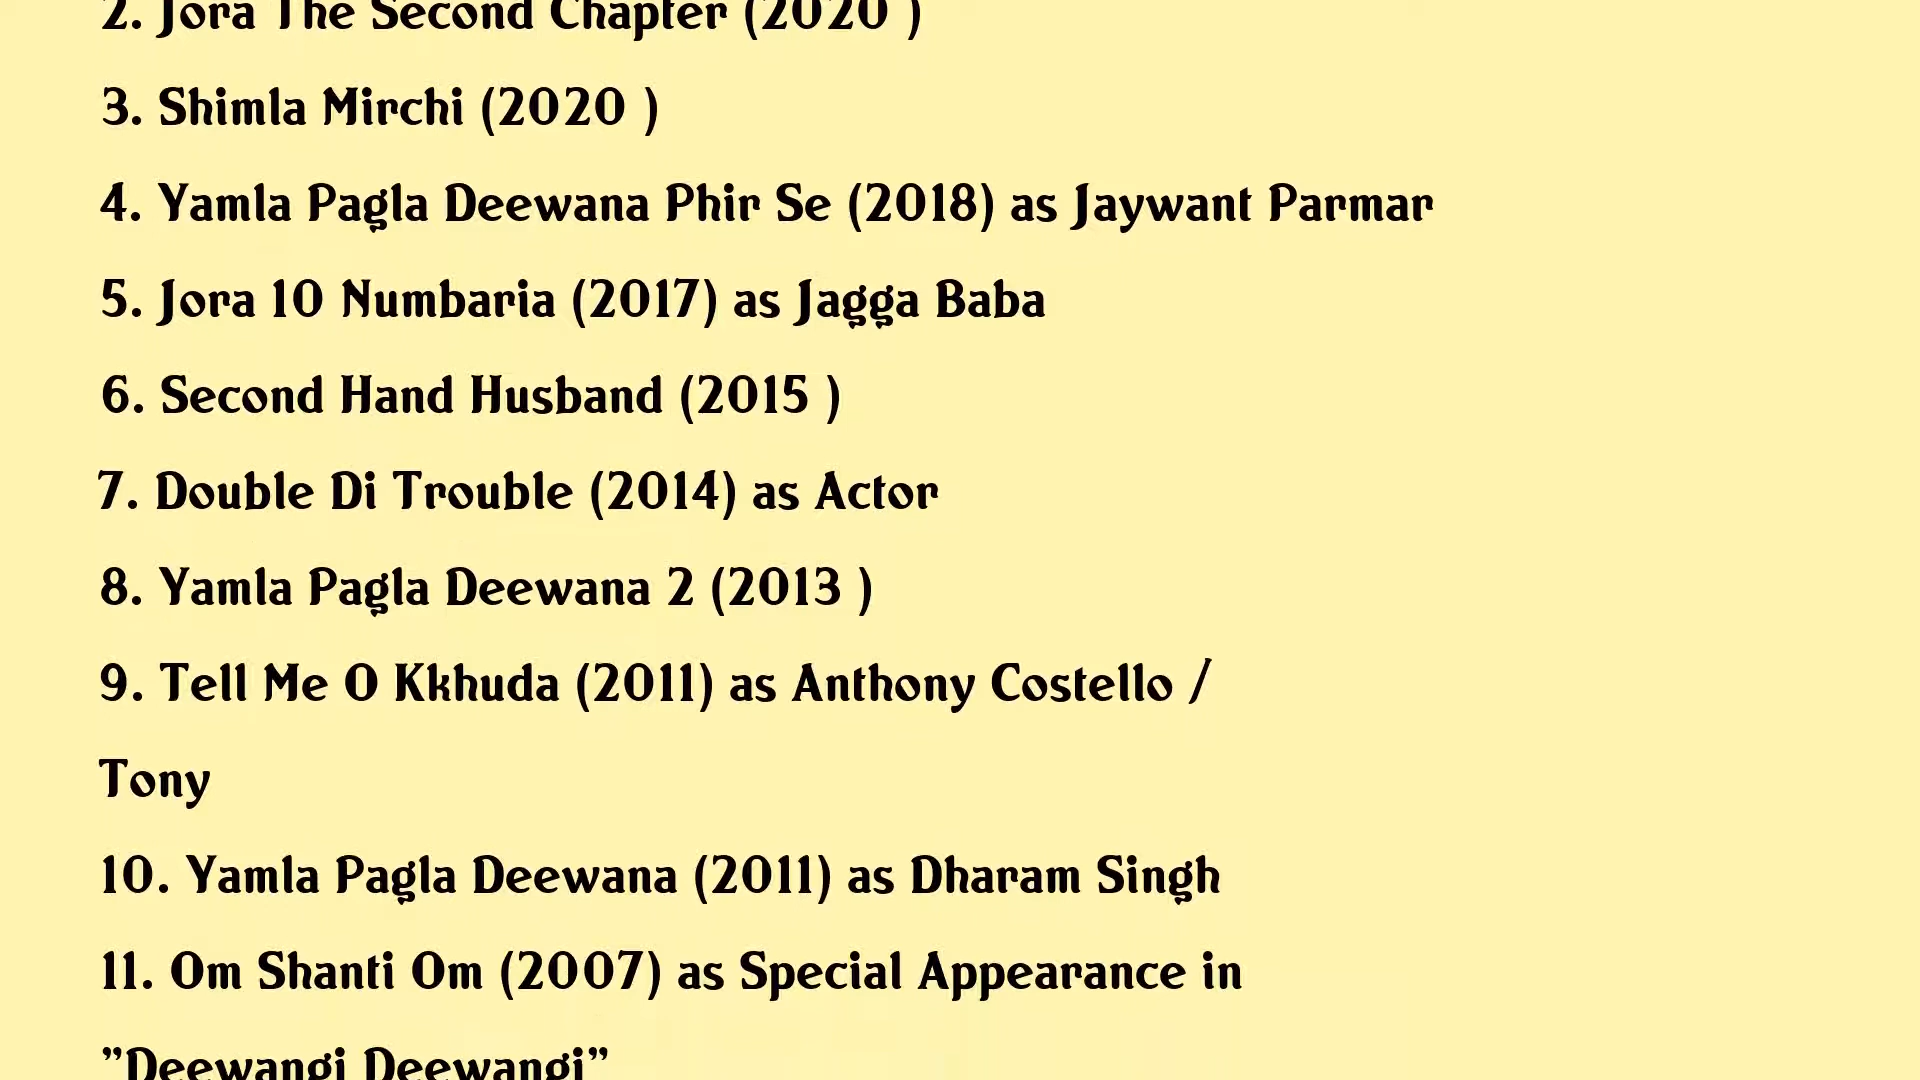 2. Jora The Second Chapter (2020 )
3. Shimla Mirchi (2020 )
4. Yamla Pagla Deewana Phir Se (2018) as Jaywant Parmar
5. Jora 10 Numbaria (2017) as Jagga Baba
6. Second Hand Husband (2015 )
7. Double Di Trouble (2014) as Actor
8. Yamla Pagla Deewana 2 (2013 )
9. Tell Me O Kkhuda (2011) as Anthony Costello /
Tony
10. Yamla Pagla Deewana (2011) as Dharam Singh
11. Om Shanti Om (2007) as Special Appearance in
"Deewangi Deewangi"